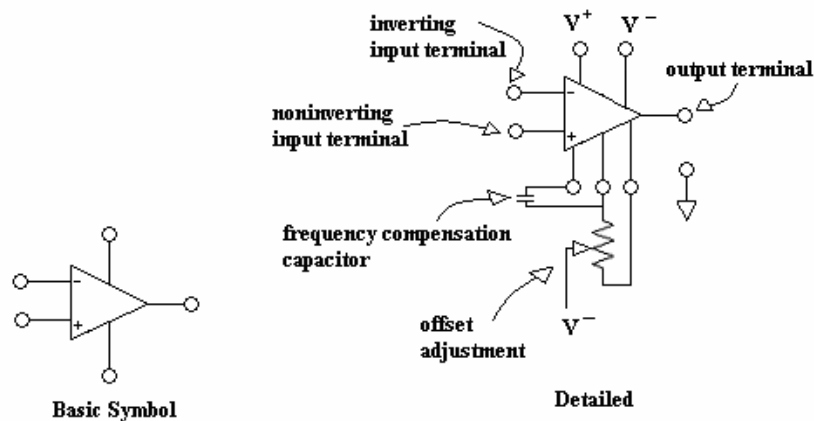 inverting
input terminal
V+
V−
output terminal
−
noninverting
input terminal
+
frequency compensation
capacitor
−
+
offset
adjustment
V−
Basic Symbol
Detailed